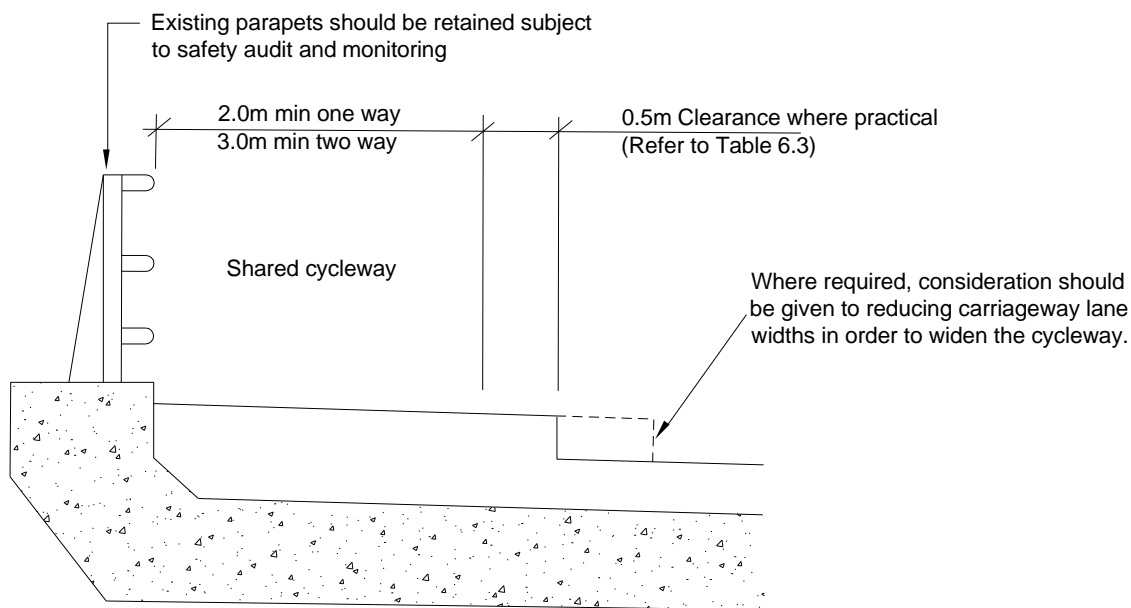 Existing parapets should be retained subject
to safety audit and monitoring
2.0m min one way
3.0m min two way
0.5m Clearance where practical
(Refer to Table 6.3)
Shared cycleway
Where required, consideration should
be given to reducing carriageway lane
widths in order to widen the cycleway.